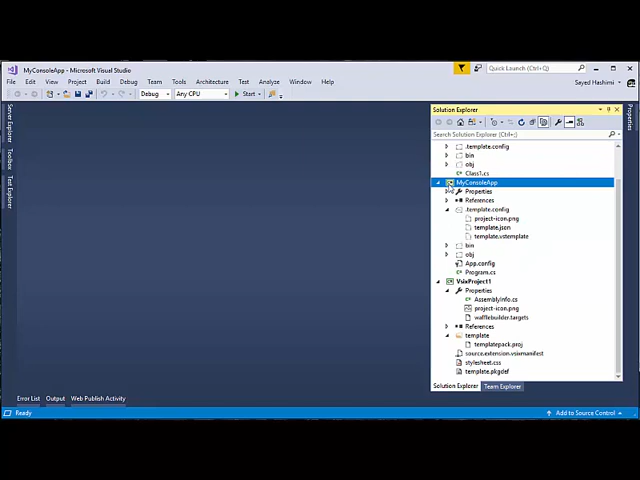 MyConsoleApp - Microsoft Visual Studio
Quick Launch (Ctrl+Q)
File Edit View Project Build Debug Team Tools Architecture Test Analyze Window Help
Sayed Hashimi
Debug Any CPU Start
Server Explorer
Toolbox
Test Explorer
Solution Explorer
Properties
Search Solution Explorer (Ctrl+;)
.template.config
bin
obj
Class1.cs
MyConsoleApp
Properties
References
.template.config
project-icon.png
template.json
template.vstemplate
bin
obj
App.config
Program.cs
VsixProject1
Properties
AssemblyInfo.cs
project-icon.png
wafflebuilder.targets
References
template
templatepack.proj
source.extension.vsixmanifest
stylesheet.css
template.pkgdef
Solution Explorer Team Explorer
Error List Output Web Publish Activity
Ready
Add to Source Control